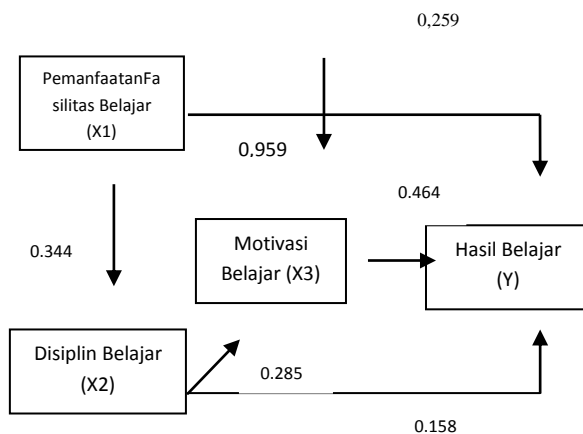 0,259
PemanfaatanFa
silitas Belajar
(X1)
0,959
0.464
0.344
Motivasi
Belajar (X3)
Hasil Belajar
(Y)
Disiplin Belajar
(X2)
0.285
0.158